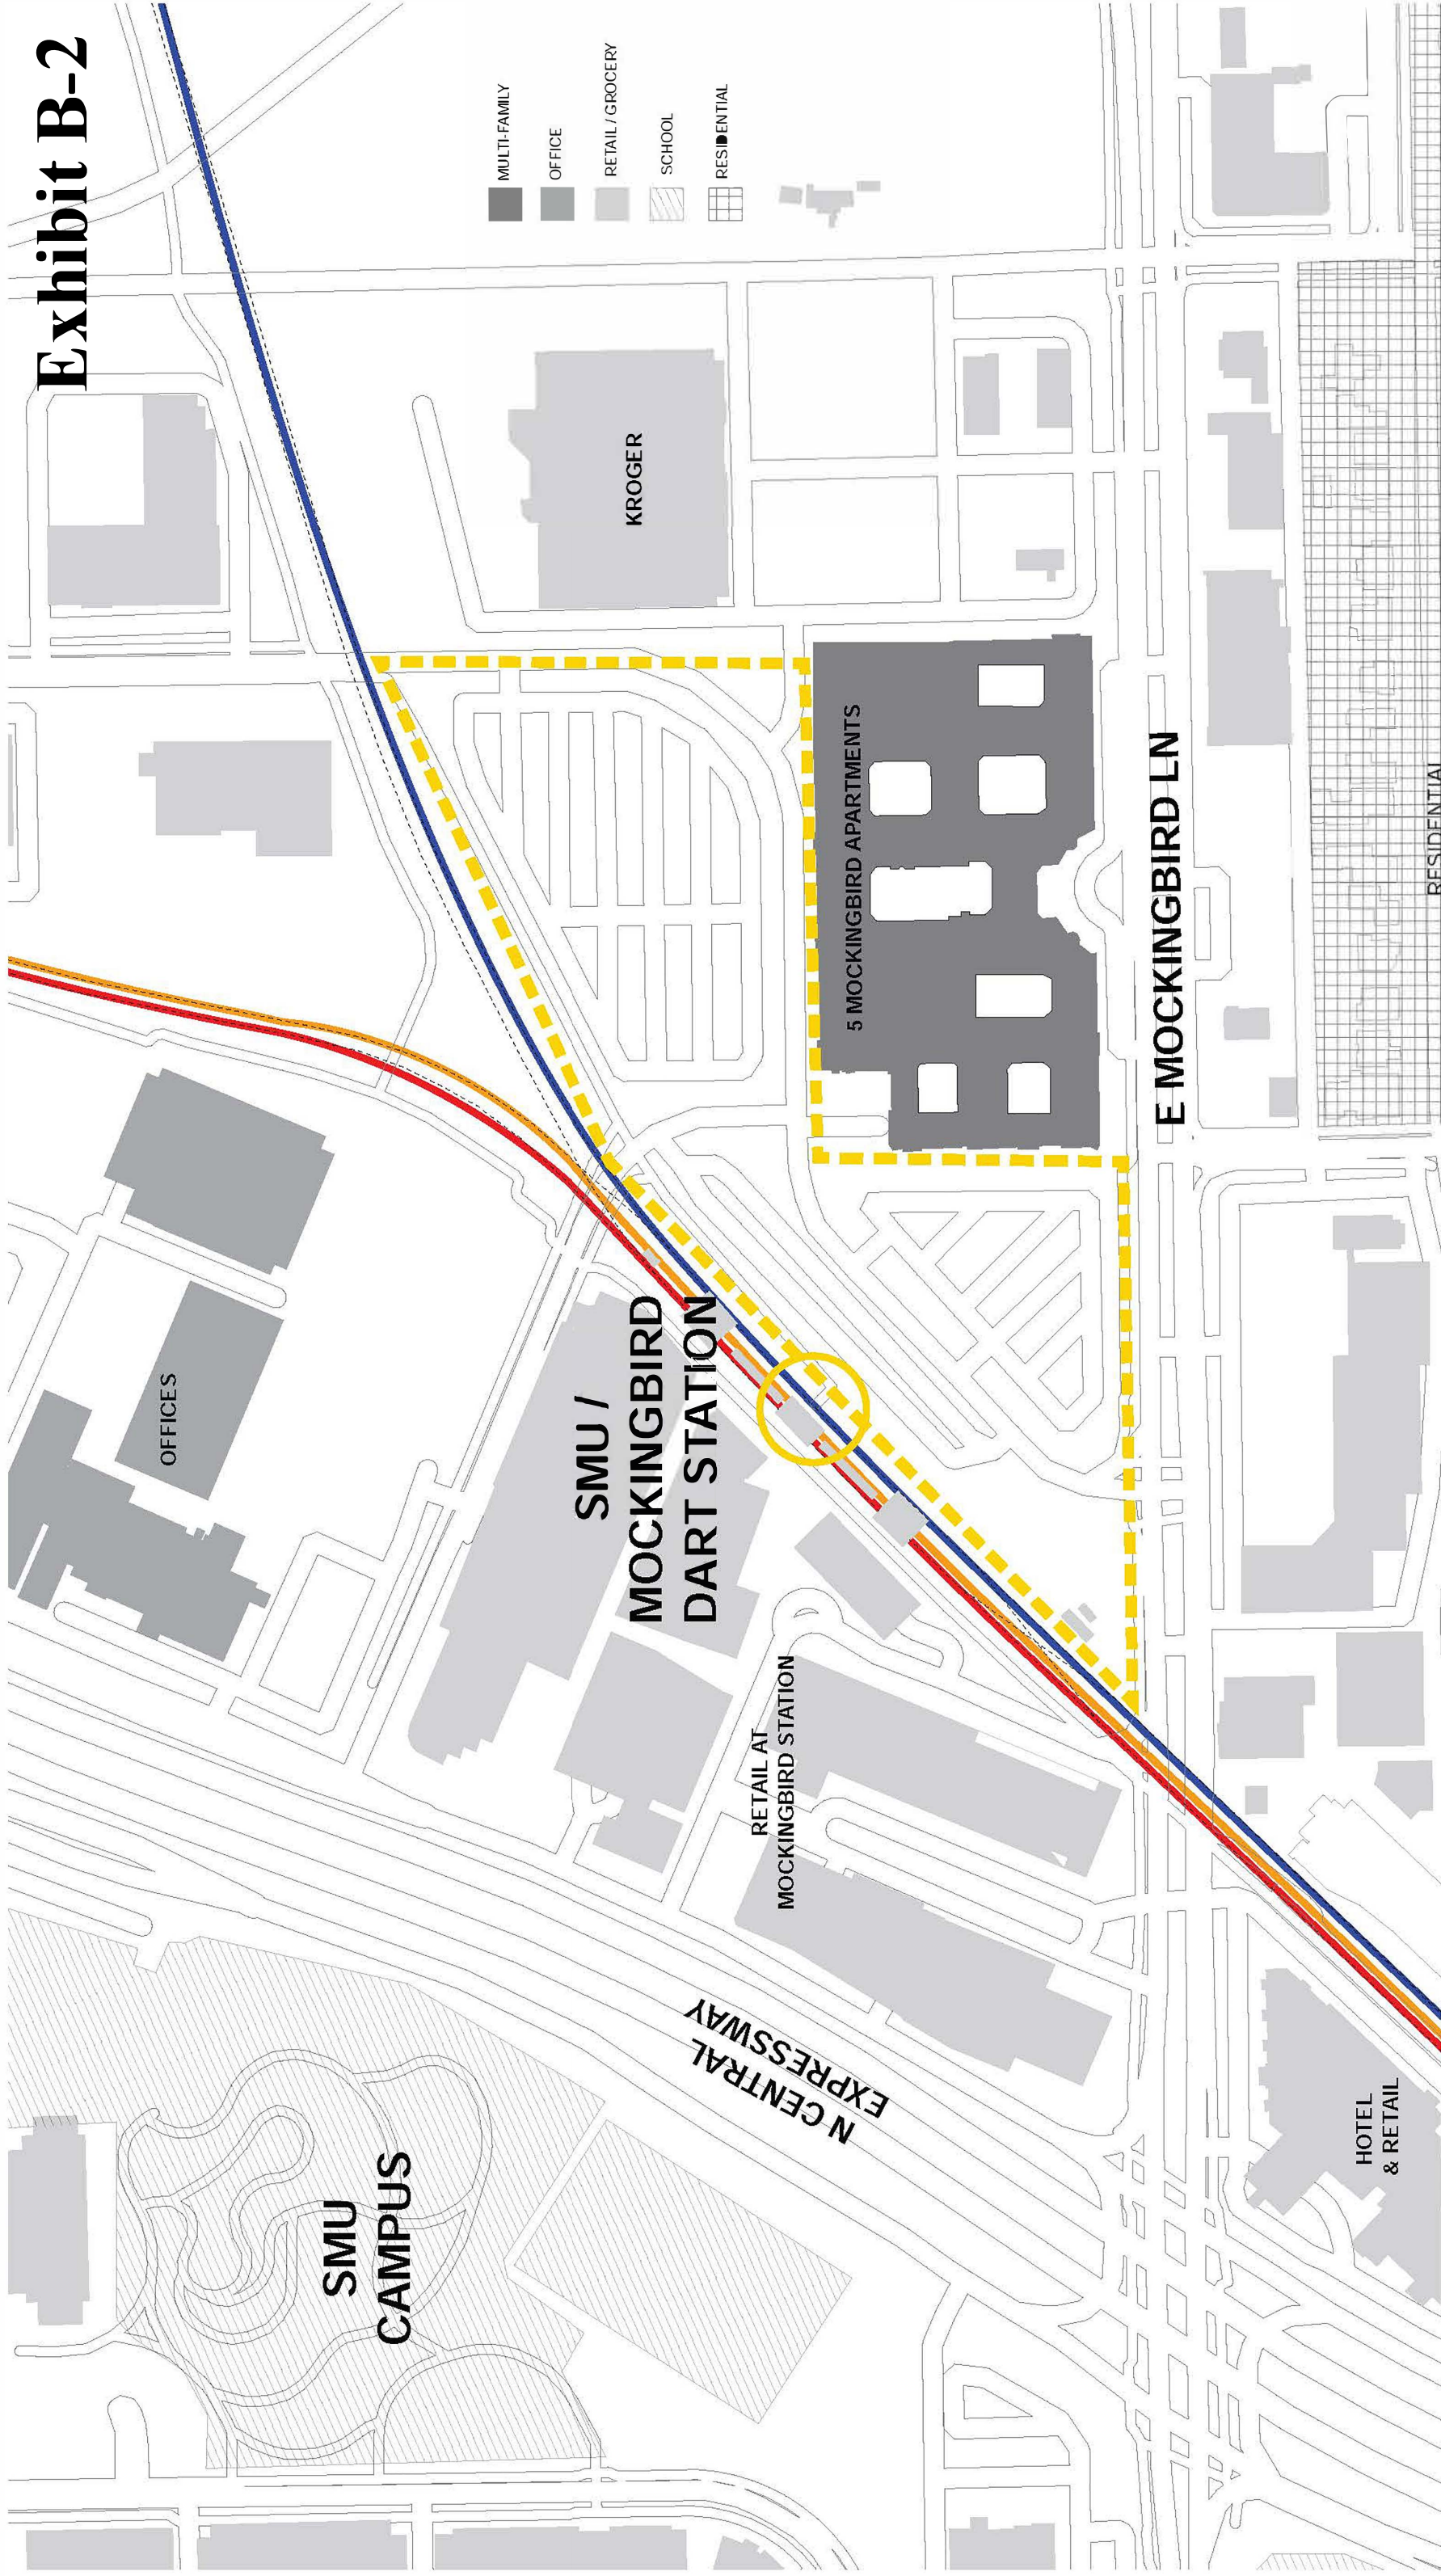 Exhibit B-2
MULTI-FAMILY
OFFICE
RETAIL / GROCERY
SCHOOL
RESIDENTIAL
KROGER
5 MOCKINGBIRD APARTMENTS
E MOCKINGBIRD LN
RESIDENTIAL
OFFICES
SMU /
MOCKINGBIRD
DART STATION
RETAIL AT
MOCKINGBIRD STATION
N CENTRAL
EXPRESSWAY
SMU
CAMPUS
HOTEL
& RETAIL